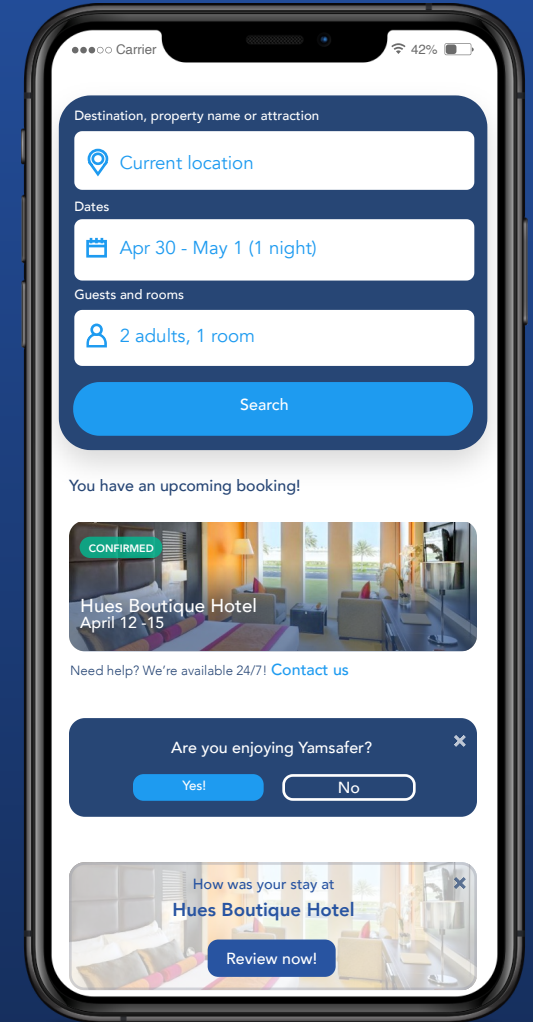 Carrier
42%
Destination, property name or attraction
Current location
Dates
Apr 30 - May 1 (1 night)
Guests and rooms
2 adults, 1 room
Search
You have an upcoming booking!
CONFIRMED
Hues Boutique Hotel
April 12 -15
Need help? We're available 24/7! Contact us
Are you enjoying Yamsafer?
Yes!
No
How was your stay at
Hues Boutique Hotel
Review now!